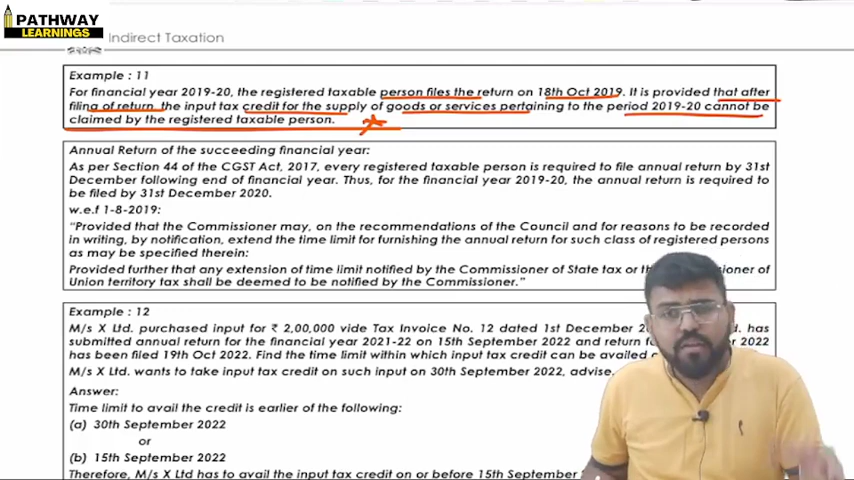 PATHWAY
LEARNINGS
Indirect Taxation
Example : 11
For financial year 2019-20, the registered taxable person files the return on 18th Oct 2019. It is provided that after
filing of return the input tax credit for the supply of goods or services pertaining to the period 2019-20 cannot be
claimed by the registered taxable person.
Annual Return of the succeeding financial year:
As per Section 44 of the CGST Act, 2017, every registered taxable person is required to file annual return by 31st
December following end of financial year. Thus, for the financial year 2019-20, the annual return is required to
be filed by 31st December 2020.
w.e.f 1-8-2019:
"Provided that the Commissioner may, on the recommendations of the Council and for reasons to be recorded
in writing, by notification, extend the time limit for furnishing the annual return for such class of registered persons
as may be specified therein:
Provided further that any extension of time limit notified by the Commissioner of State tax or
of
Union territory tax shall be deemed to be notified by the Commissioner."
Example : 12
M/s X Ltd. purchased input for ₹ 2,00,000 vide Tax Invoice No. 12 dated 1st December has
submitted annual return for the financial year 2021-22 on 15th September 2022 and return 2022
has been filed 19th Oct 2022. Find the time limit within which input tax credit can be availed
M/s X Ltd. wants to take input tax credit on such input on 30th September 2022, advise.
Answer:
Time limit to avail the credit is earlier of the following:
(a) 30th September 2022
or
(b) 15th September 2022
Therefore, M/s X Ltd has to avail the input tax credit on or before 15th September